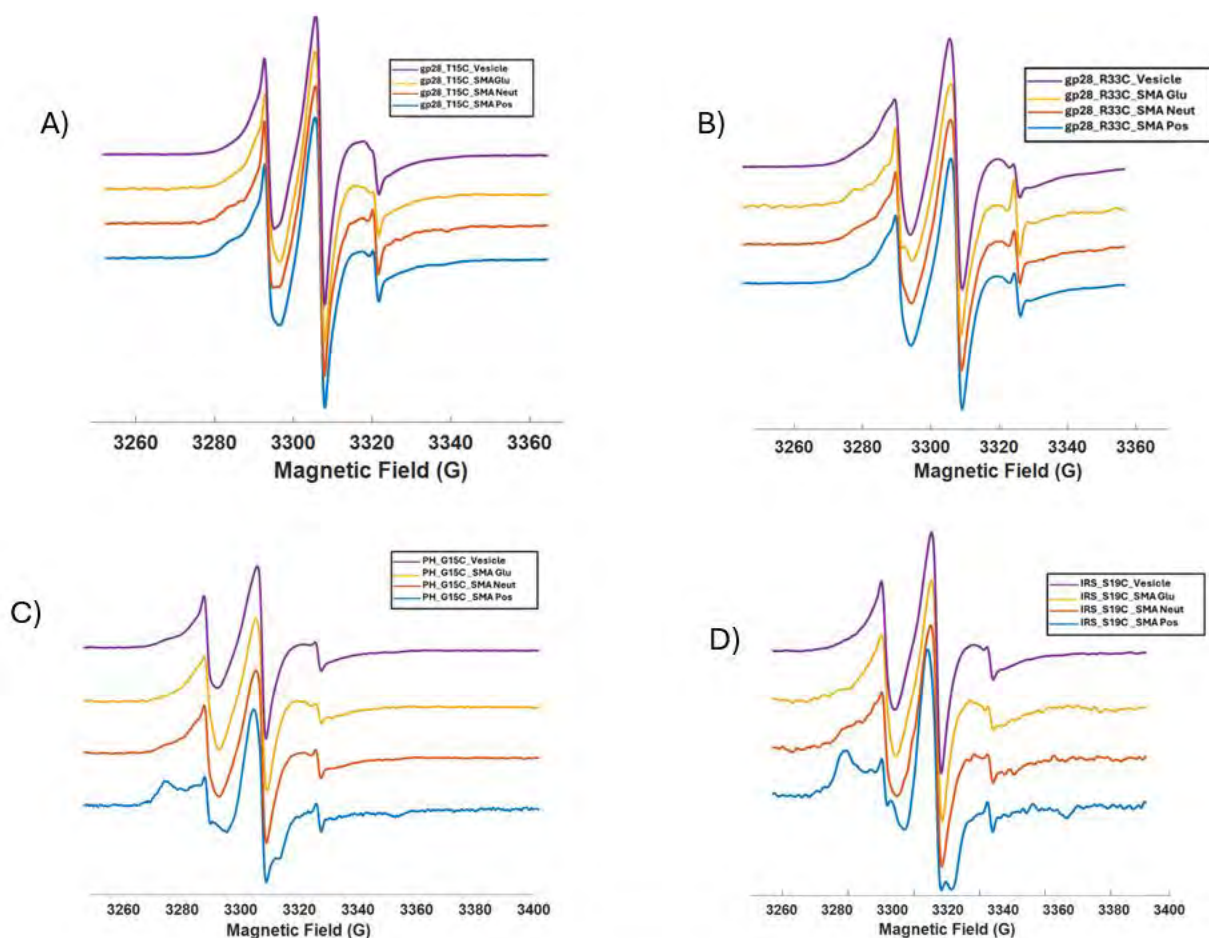 A)
gp28_T15C_Vesicle
gp28_T15C_SMAGlu
gp28_T15C_SMA Neut
gp28_T15C_SMA Pos
3260 3280 3300 3320 3340 3360
Magnetic Field (G)
B)
gp28_R33C_Vesicle
gp28_R33C_SMA Glu
gp28_R33C_SMA Neut
gp28_R33C_SMA Pos
3260 3280 3300 3320 3340 3360
Magnetic Field (G)
C)
PH_G15C_Vesicle
PH_G15C_SMA Glu
PH_G15C_SMA Neut
PH_G15C_SMA Pos
3260 3280 3300 3320 3340 3360 3380 3400
Magnetic Field (G)
D)
IRS_S19C_Vesicle
IRS_S19C_SMA Glu
IRS_S19C_SMA Neut
IRS_S19C_SMA Pos
3260 3280 3300 3320 3340 3360 3380 3400
Magnetic Field (G)